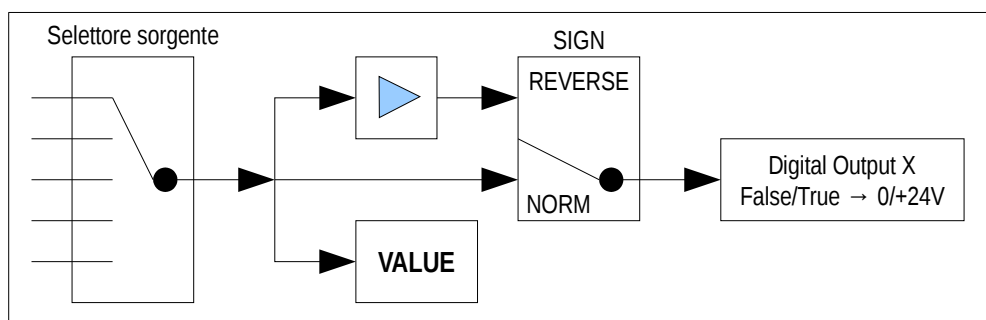 Selettore sorgente
SIGN
REVERSE
NORM
VALUE
Digital Output X
False/True → 0/+24V